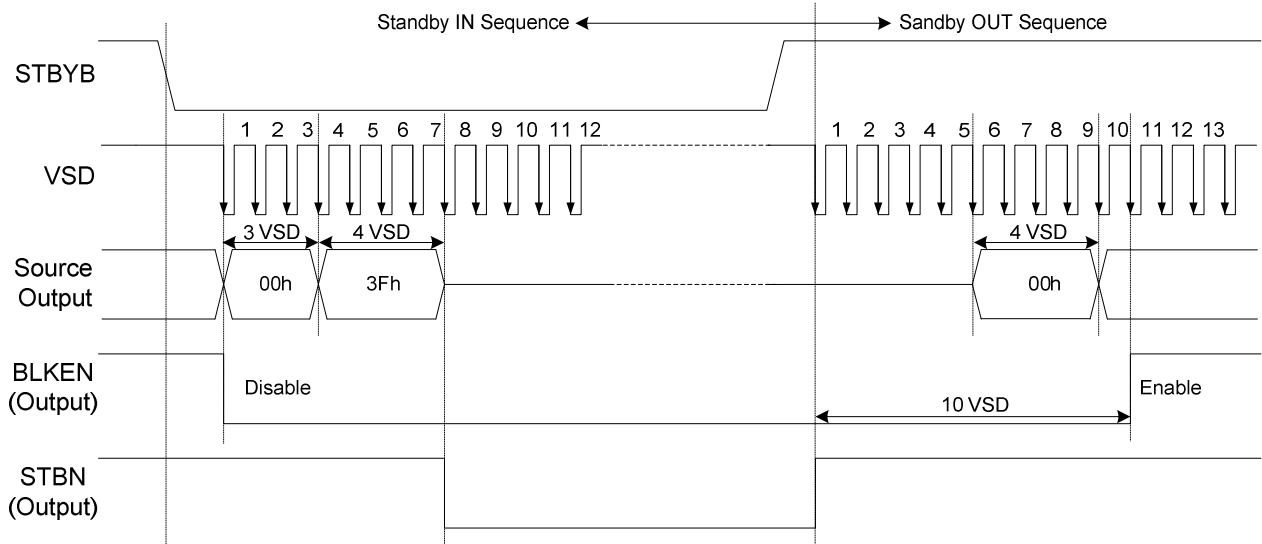 Standby IN Sequence
Sandby OUT Sequence
STBYB
1 2 3 4 5 6 7 8 9 10 11 12
1 2 3 4 5 6 7 8 9 10 11 12 13
VSD
3 VSD
4 VSD
4 VSD
Source
Output
00h
3Fh
00h
BLKEN
(Output)
Disable
10 VSD
Enable
STBN
(Output)